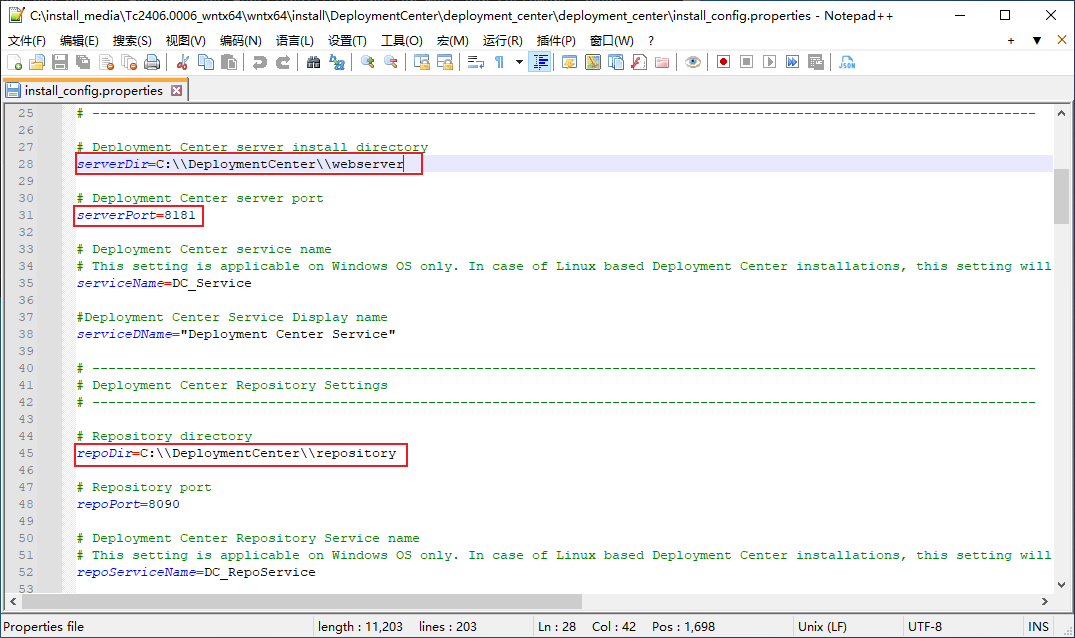 C:\install_media\Tc2406.0006_wntx64\wntx64\install\DeploymentCenter\deployment_center\deployment_center\install_config.properties - Notepad++
文件(F) 编辑(E) 搜索(S) 视图(V) 编码(N) 语言(L) 设置(T) 工具(O) 宏(M) 运行(R) 插件(P) 窗口(W) ?
install_config.properties
25 # ----------------------------------------------------------------------------------------------------------------------
26
27 # Deployment Center server install directory
28 serverDir=C:\\DeploymentCenter\\webserver
29
30 # Deployment Center server port
31 serverPort=8181
32
33 # Deployment Center service name
34 # This setting is applicable on Windows OS only. In case of Linux based Deployment Center installations, this setting will
35 serviceName=DC_Service
36
37 #Deployment Center Service Display name
38 serviceDName="Deployment Center Service"
39
40 # ----------------------------------------------------------------------------------------------------------------------
41 # Deployment Center Repository Settings
42 # ----------------------------------------------------------------------------------------------------------------------
43
44 # Repository directory
45 repoDir=C:\\DeploymentCenter\\repository
46
47 # Repository port
48 repoPort=8090
49
50 # Deployment Center Repository Service name
51 # This setting is applicable on Windows OS only. In case of Linux based Deployment Center installations, this setting will
52 repoServiceName=DC_RepoService
53
Properties file length : 11,203 lines : 203 Ln : 28 Col : 42 Pos : 1,698 Unix (LF) UTF-8 INS